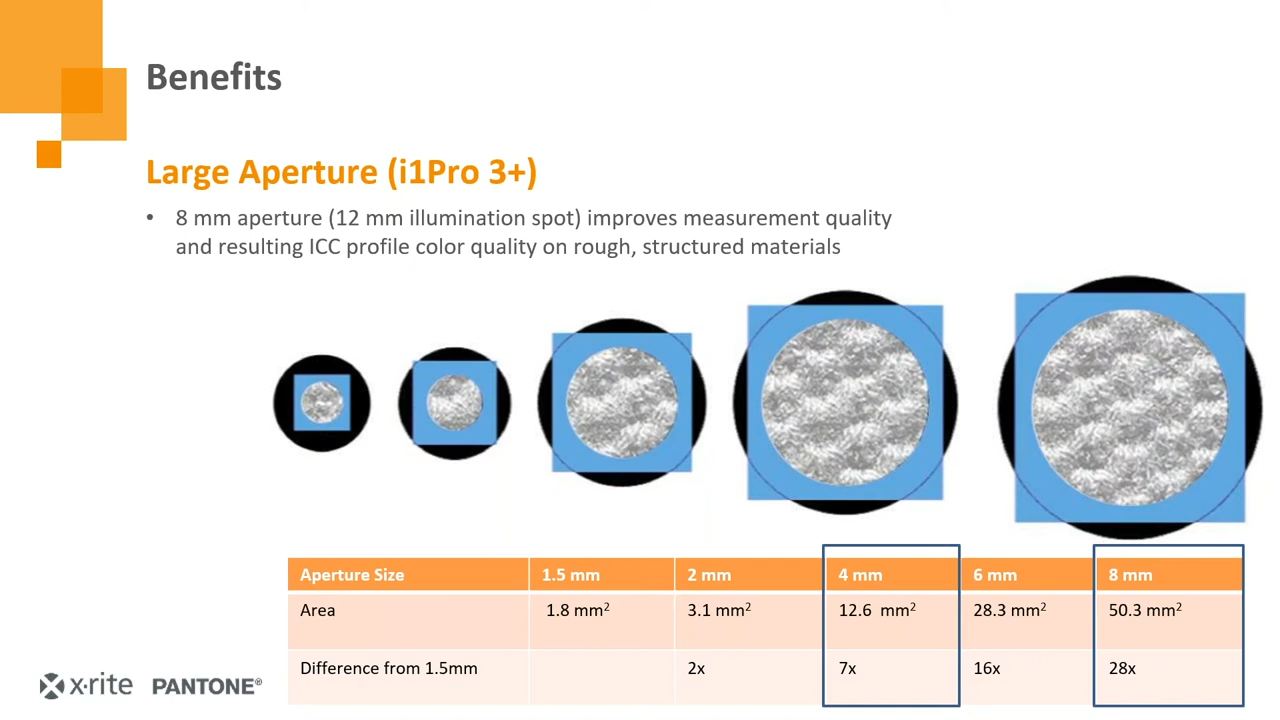 Benefits
Large Aperture (i1Pro 3+)
• 8 mm aperture (12 mm illumination spot) improves measurement quality
and resulting ICC profile color quality on rough, structured materials
Aperture Size 1.5 mm 2 mm 4 mm 6 mm 8 mm
Area 1.8 mm² 3.1 mm² 12.6 mm² 28.3 mm² 50.3 mm²
Difference from 1.5mm 2x 7x 16x 28x
x·rite PANTONE®